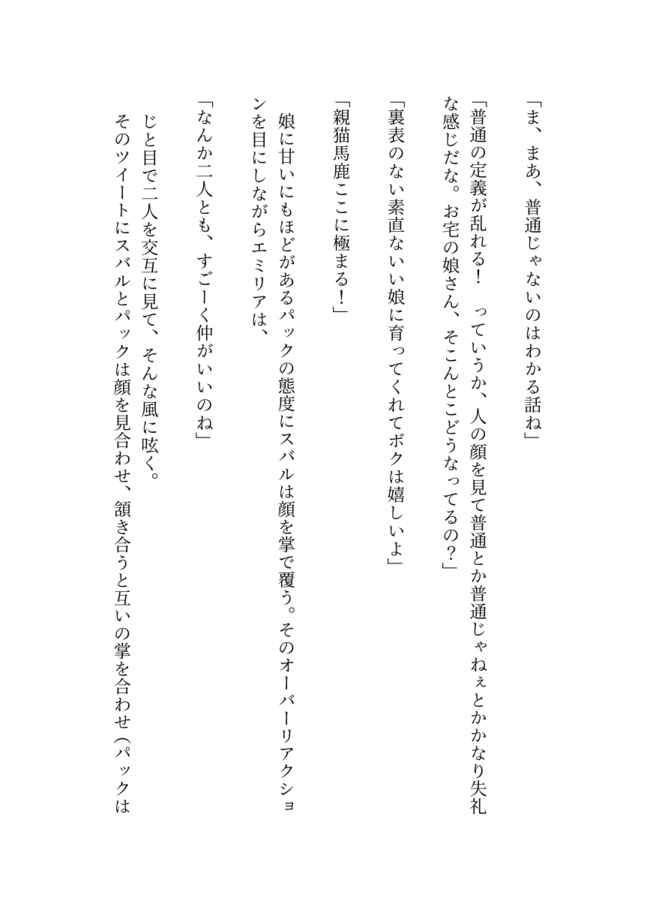 「ま、まあ、普通じゃないのはわかる話ね」
「普通の定義が乱れる！　っていうか、人の顔を見て普通とか普通じゃねぇとかかなり失礼
な感じだな。お宅の娘さん、そこんとこどうなってるの？」
「裏表のない素直ないい娘に育ってくれてボクは嬉しいよ」
「親猫馬鹿ここに極まる！」
　娘に甘いにもほどがあるパックの態度にスバルは顔を掌で覆う。そのオーバーリアクショ
ンを目にしながらエミリアは、
「なんか二人とも、すごーく仲がいいのね」
　じと目で二人を交互に見て、そんな風に呟く。
　そのツイートにスバルとパックは顔を見合わせ、頷き合うと互いの掌を合わせ（パックは